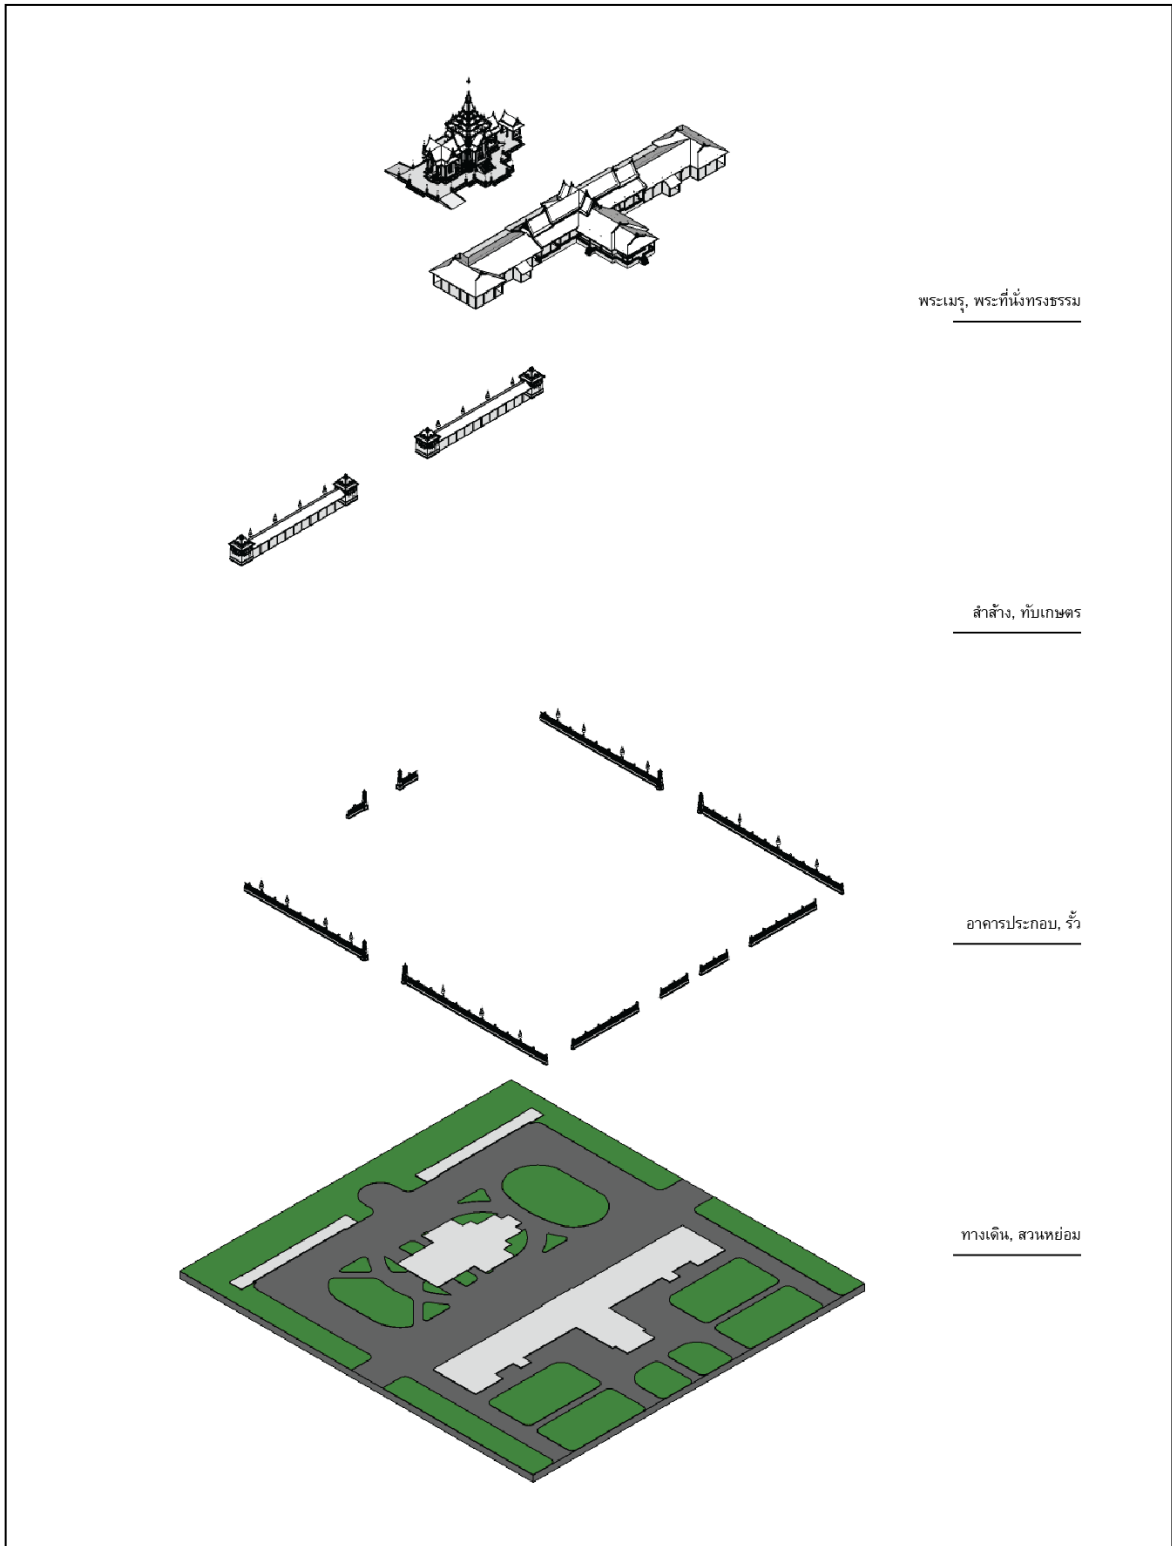 พระเมรุ, พระที่นั่งทรงธรรม
สำส้าง, ทับเกษตร
อาคารประกอบ, รั้ว
ทางเดิน, สวนหย่อม